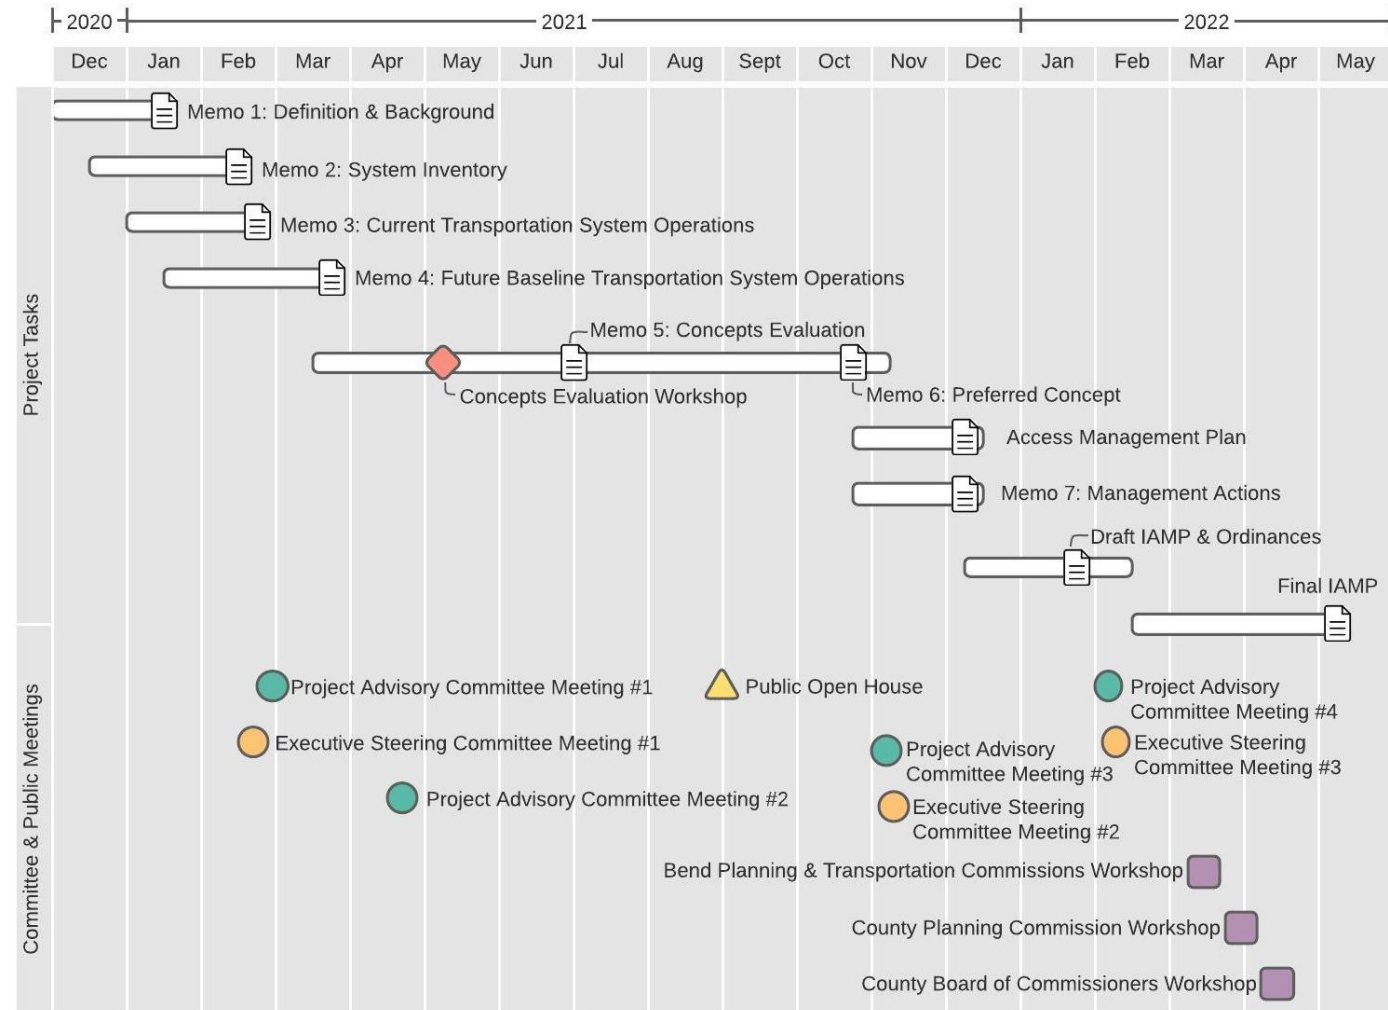 2020
2021
2022
Dec Jan Feb Mar Apr May Jun Jul Aug Sept Oct Nov Dec Jan Feb Mar Apr May
Project Tasks
Memo 1: Definition & Background
Memo 2: System Inventory
Memo 3: Current Transportation System Operations
Memo 4: Future Baseline Transportation System Operations
Memo 5: Concepts Evaluation
Concepts Evaluation Workshop
Memo 6: Preferred Concept
Access Management Plan
Memo 7: Management Actions
Draft IAMP & Ordinances
Final IAMP
Committee & Public Meetings
Project Advisory Committee Meeting #1
Public Open House
Project Advisory
Committee Meeting #4
Executive Steering Committee Meeting #1
Executive Steering
Committee Meeting #3
Project Advisory
Committee Meeting #3
Project Advisory Committee Meeting #2
Executive Steering
Committee Meeting #2
Bend Planning & Transportation Commissions Workshop
County Planning Commission Workshop
County Board of Commissioners Workshop